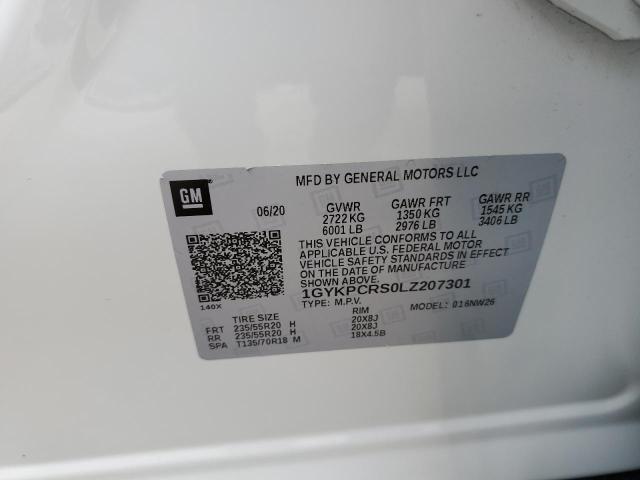 GM
MFD BY GENERAL MOTORS LLC
06/20 GVWR GAWR FRT GAWR RR
2722 KG 1350 KG 1545 KG
6001 LB 2976 LB 3406 LB
THIS VEHICLE CONFORMS TO ALL
APPLICABLE U.S. FEDERAL MOTOR
VEHICLE SAFETY STANDARDS IN EFFECT
ON THE DATE OF MANUFACTURE
SHOWN ABOVE.
1GYKPCRS0LZ207301
140X TYPE: M.P.V. MODEL: 016NW26
TIRE SIZE RIM
FRT 235/55R20 H 20X8J
RR 235/55R20 H 20X8J
SPA T135/70R18 M 18X4.5B